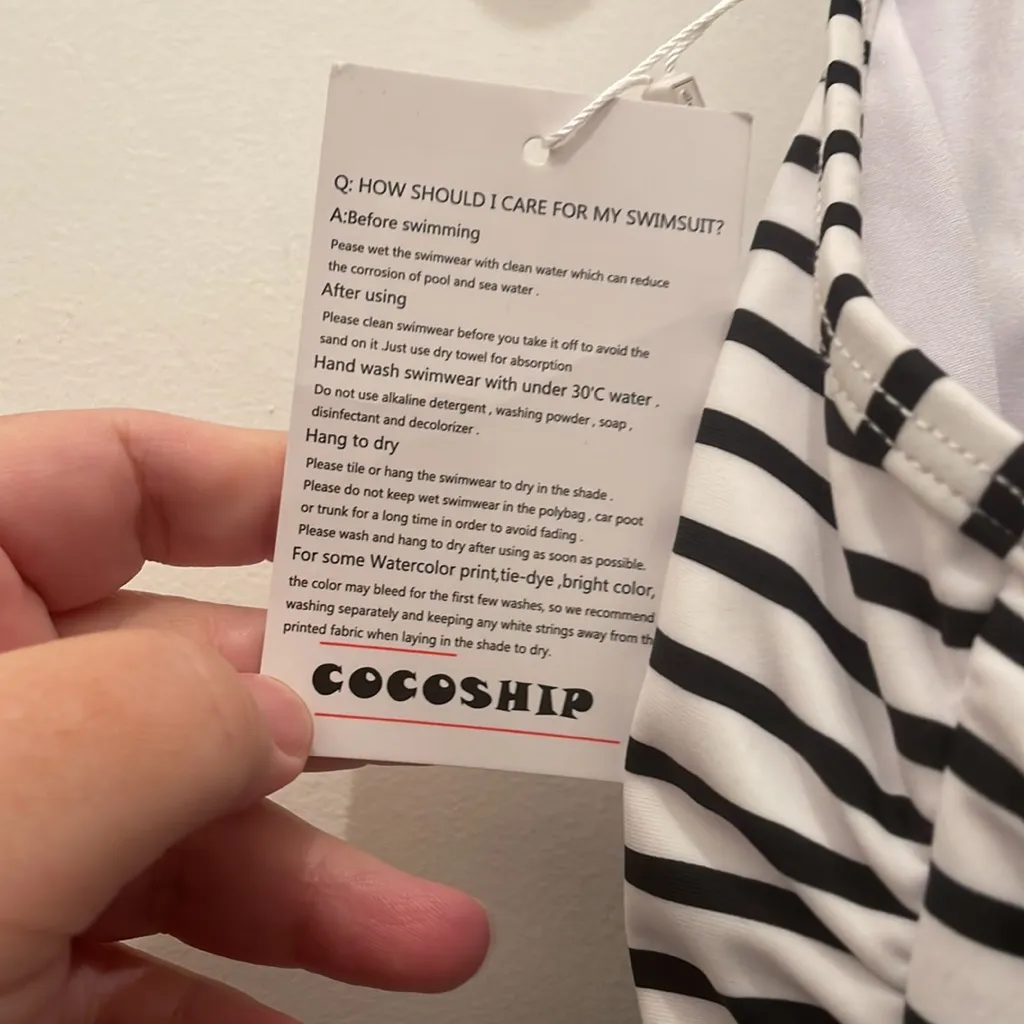 Q: HOW SHOULD I CARE FOR MY SWIMSUIT?
A:Before swimming
Pease wet the swimwear with clean water which can reduce
the corrosion of pool and sea water .
After using
Please clean swimwear before you take it off to avoid the
sand on it .Just use dry towel for absorption
Hand wash swimwear with under 30'C water .
Do not use alkaline detergent , washing powder , soap ,
disinfectant and decolorizer .
Hang to dry
Please tile or hang the swimwear to dry in the shade .
Please do not keep wet swimwear in the polybag , car poot
or trunk for a long time in order to avoid fading .
Please wash and hang to dry after using as soon as possible.
For some Watercolor print,tie-dye ,bright color,
the color may bleed for the first few washes, so we recommend
washing separately and keeping any white strings away from th
printed fabric when laying in the shade to dry.
COCOSHIP